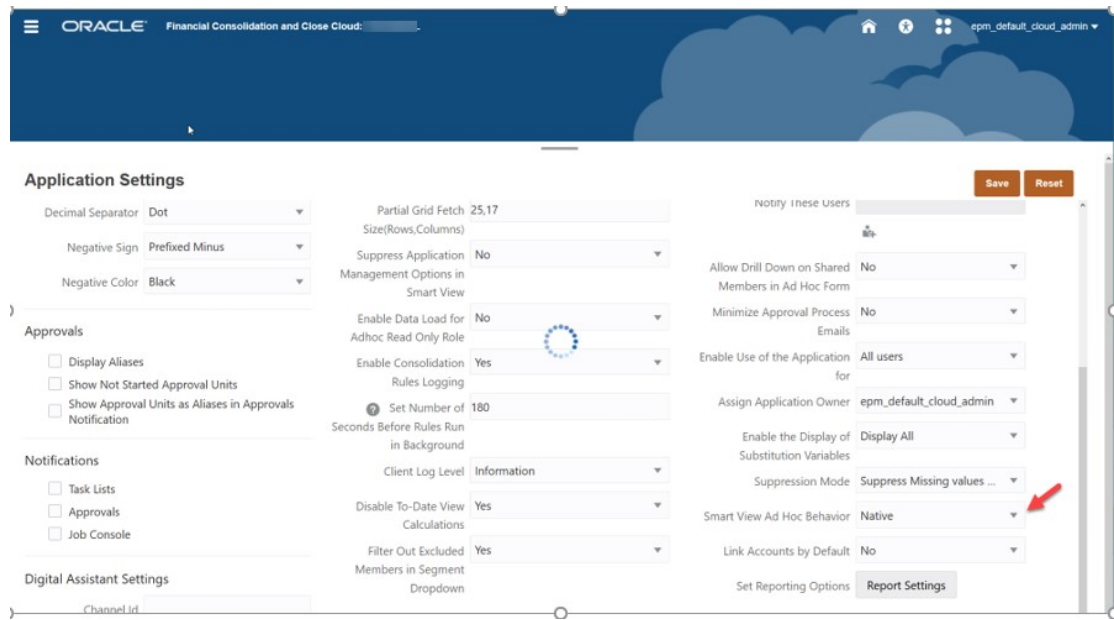 ORACLE Financial Consolidation and Close Cloud:
epm_default_cloud_admin
Application Settings
Save Reset
Decimal Separator Dot
Negative Sign Prefixed Minus
Negative Color Black
Approvals
Display Aliases
Show Not Started Approval Units
Show Approval Units as Aliases in Approvals
Notification
Notifications
Task Lists
Approvals
Job Console
Digital Assistant Settings
Channel Id
Partial Grid Fetch 25,17
Size(Rows,Columns)
Suppress Application No
Management Options in
Smart View
Enable Data Load for No
Adhoc Read Only Role
Enable Consolidation Yes
Rules Logging
Set Number of 180
Seconds Before Rules Run
in Background
Client Log Level Information
Disable To-Date View Yes
Calculations
Filter Out Excluded Yes
Members in Segment
Dropdown
Notify These Users
Allow Drill Down on Shared No
Members in Ad Hoc Form
Minimize Approval Process No
Emails
Enable Use of the Application All users
for
Assign Application Owner epm_default_cloud_admin
Enable the Display of Display All
Substitution Variables
Suppression Mode Suppress Missing values ...
Smart View Ad Hoc Behavior Native
Link Accounts by Default No
Set Reporting Options Report Settings